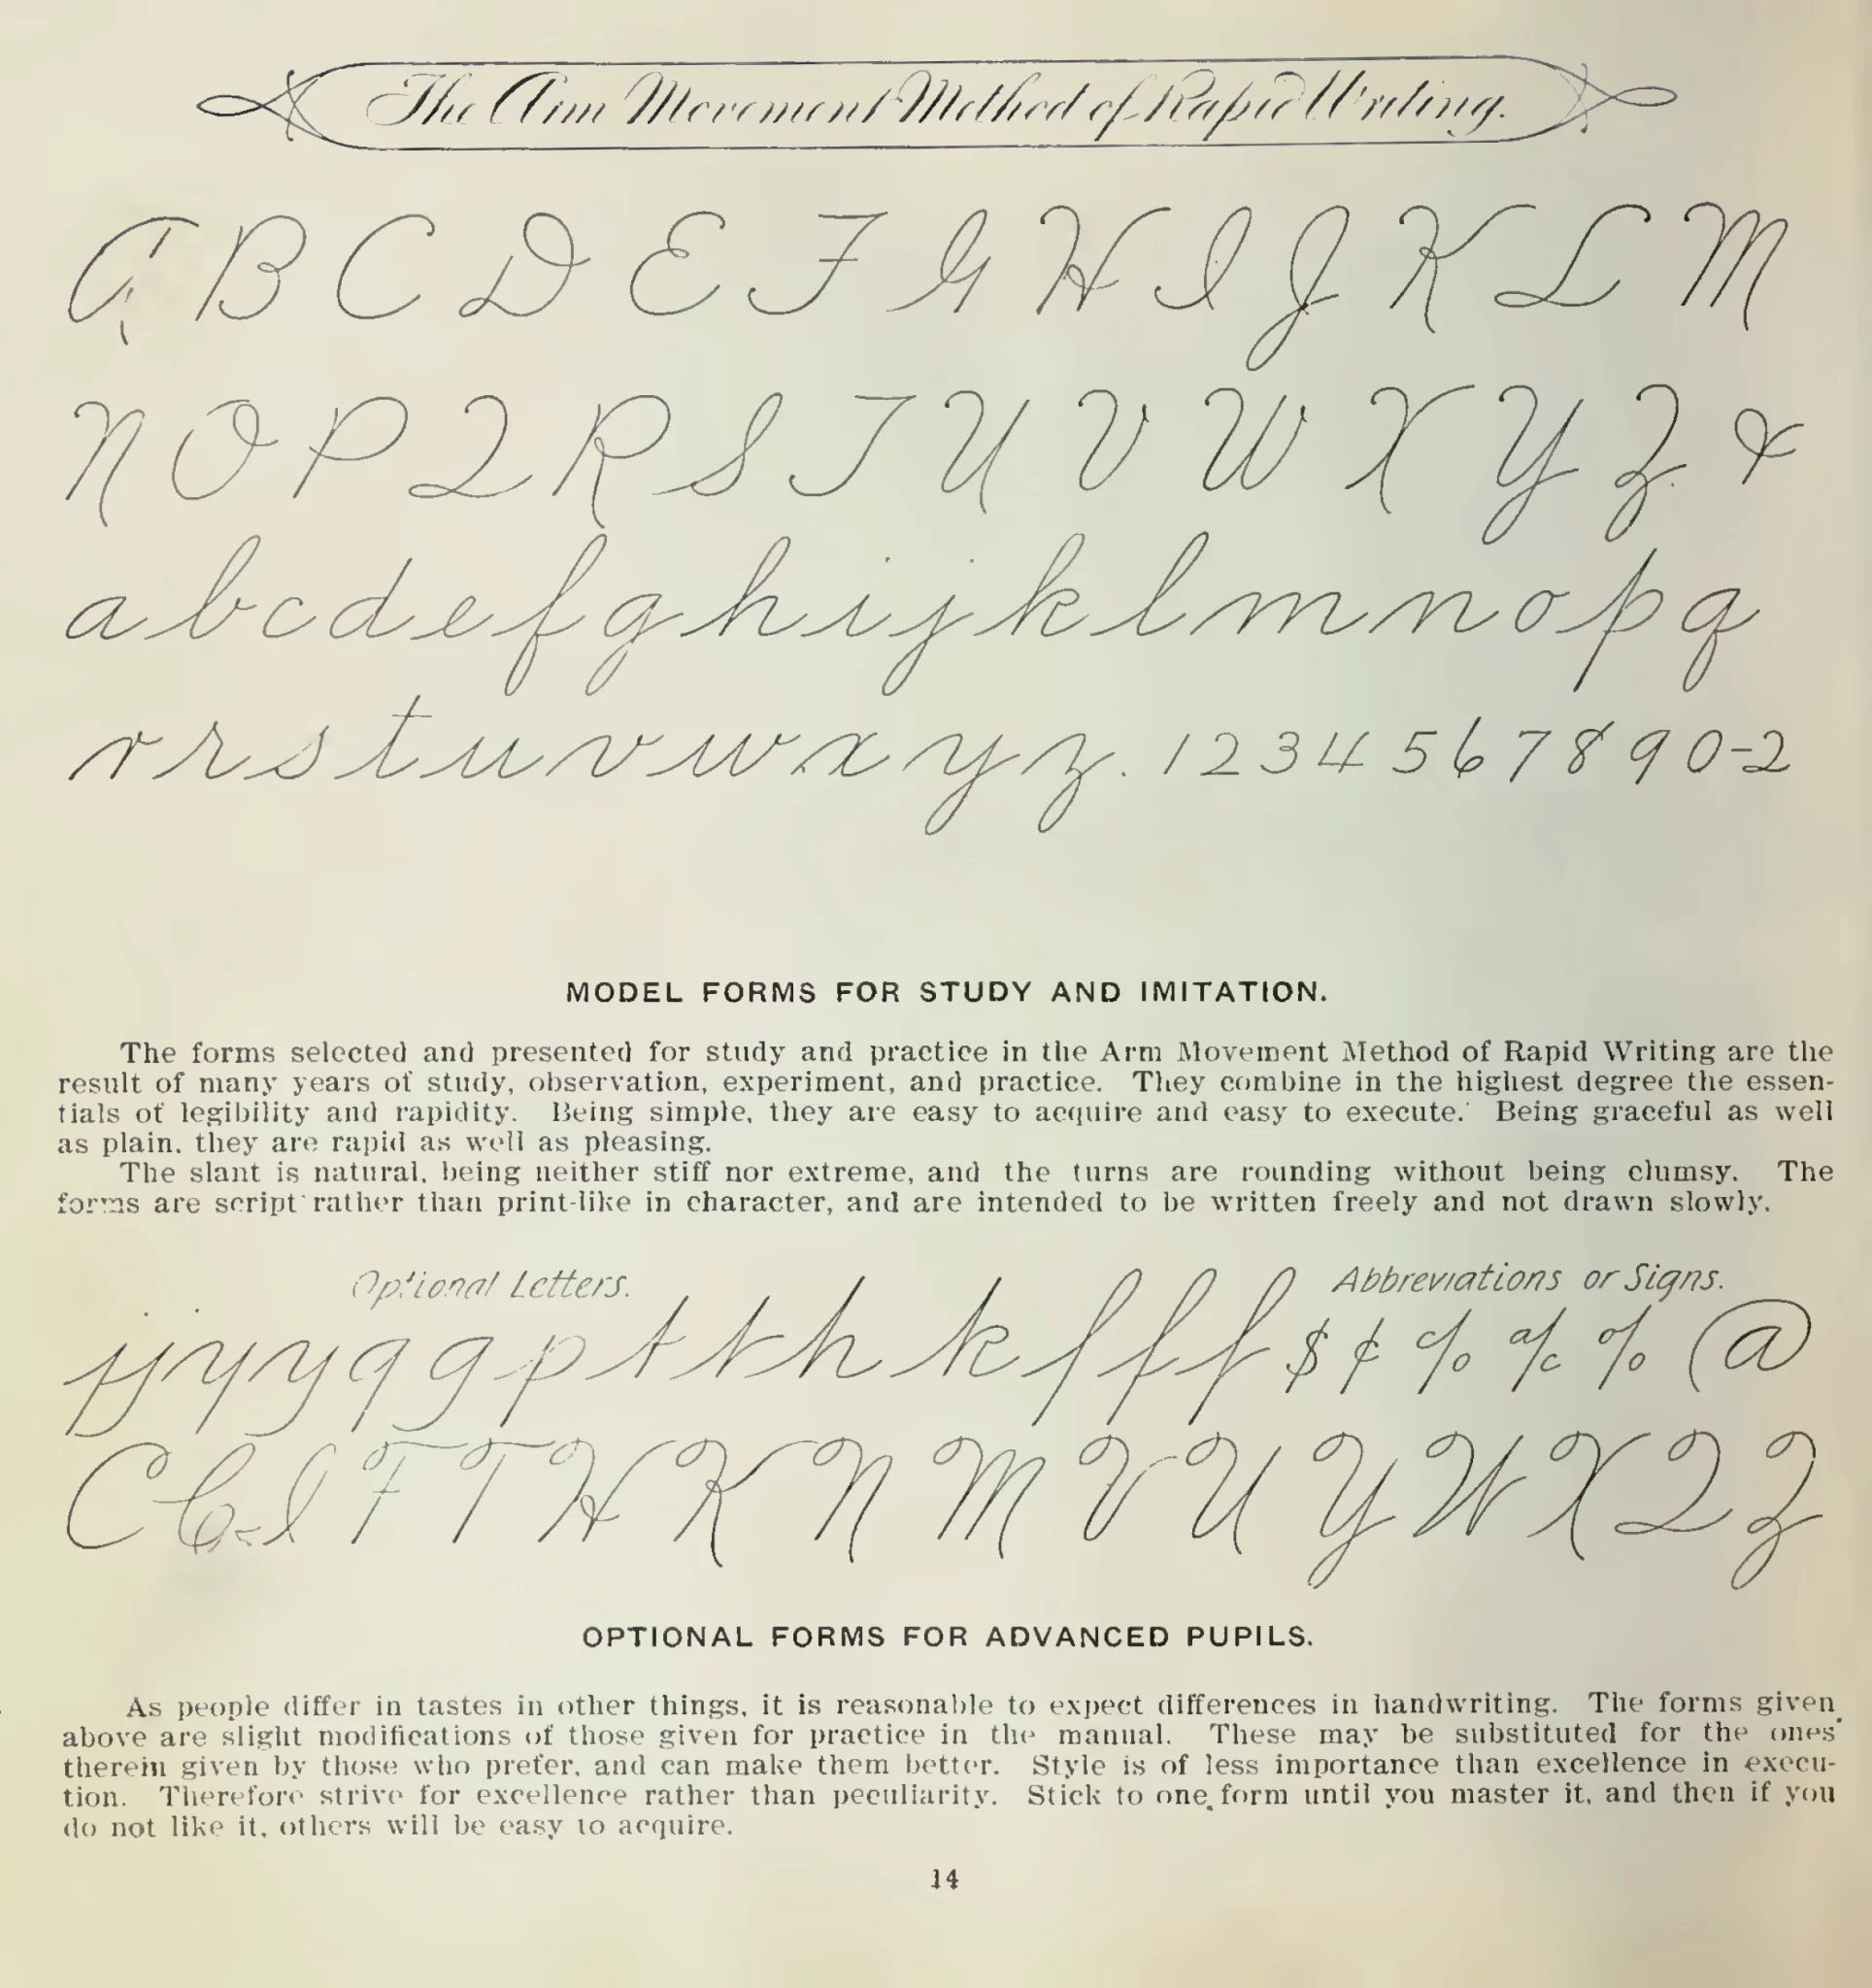 The Arm Movement Method of Rapid Writing.
A B C D E F G H I J K L M
N O P Q R S T U V W X Y Z &
a b c d e f g h i j k l m n o p q
r r s t u v w x y z. 1 2 3 4 5 6 7 8 9 0-2
MODEL FORMS FOR STUDY AND IMITATION.
The forms selected and presented for study and practice in the Arm Movement Method of Rapid Writing are the
result of many years of study, observation, experiment, and practice. They combine in the highest degree the essen-
tials of legibility and rapidity. Being simple, they are easy to acquire and easy to execute. Being graceful as well
as plain, they are rapid as well as pleasing.
The slant is natural, being neither stiff nor extreme, and the turns are rounding without being clumsy. The
forms are script rather than print-like in character, and are intended to be written freely and not drawn slowly.
Optional Letters. Abbreviations or Signs.
j j y y q g p t t h k f f f $ ¢ % a/c % @
C C I F T H K N M V U Y W X Q Z
OPTIONAL FORMS FOR ADVANCED PUPILS.
As people differ in tastes in other things, it is reasonable to expect differences in handwriting. The forms given
above are slight modifications of those given for practice in the manual. These may be substituted for the ones
therein given by those who prefer, and can make them better. Style is of less importance than excellence in execu-
tion. Therefore strive for excellence rather than peculiarity. Stick to one form until you master it, and then if you
do not like it, others will be easy to acquire.
14